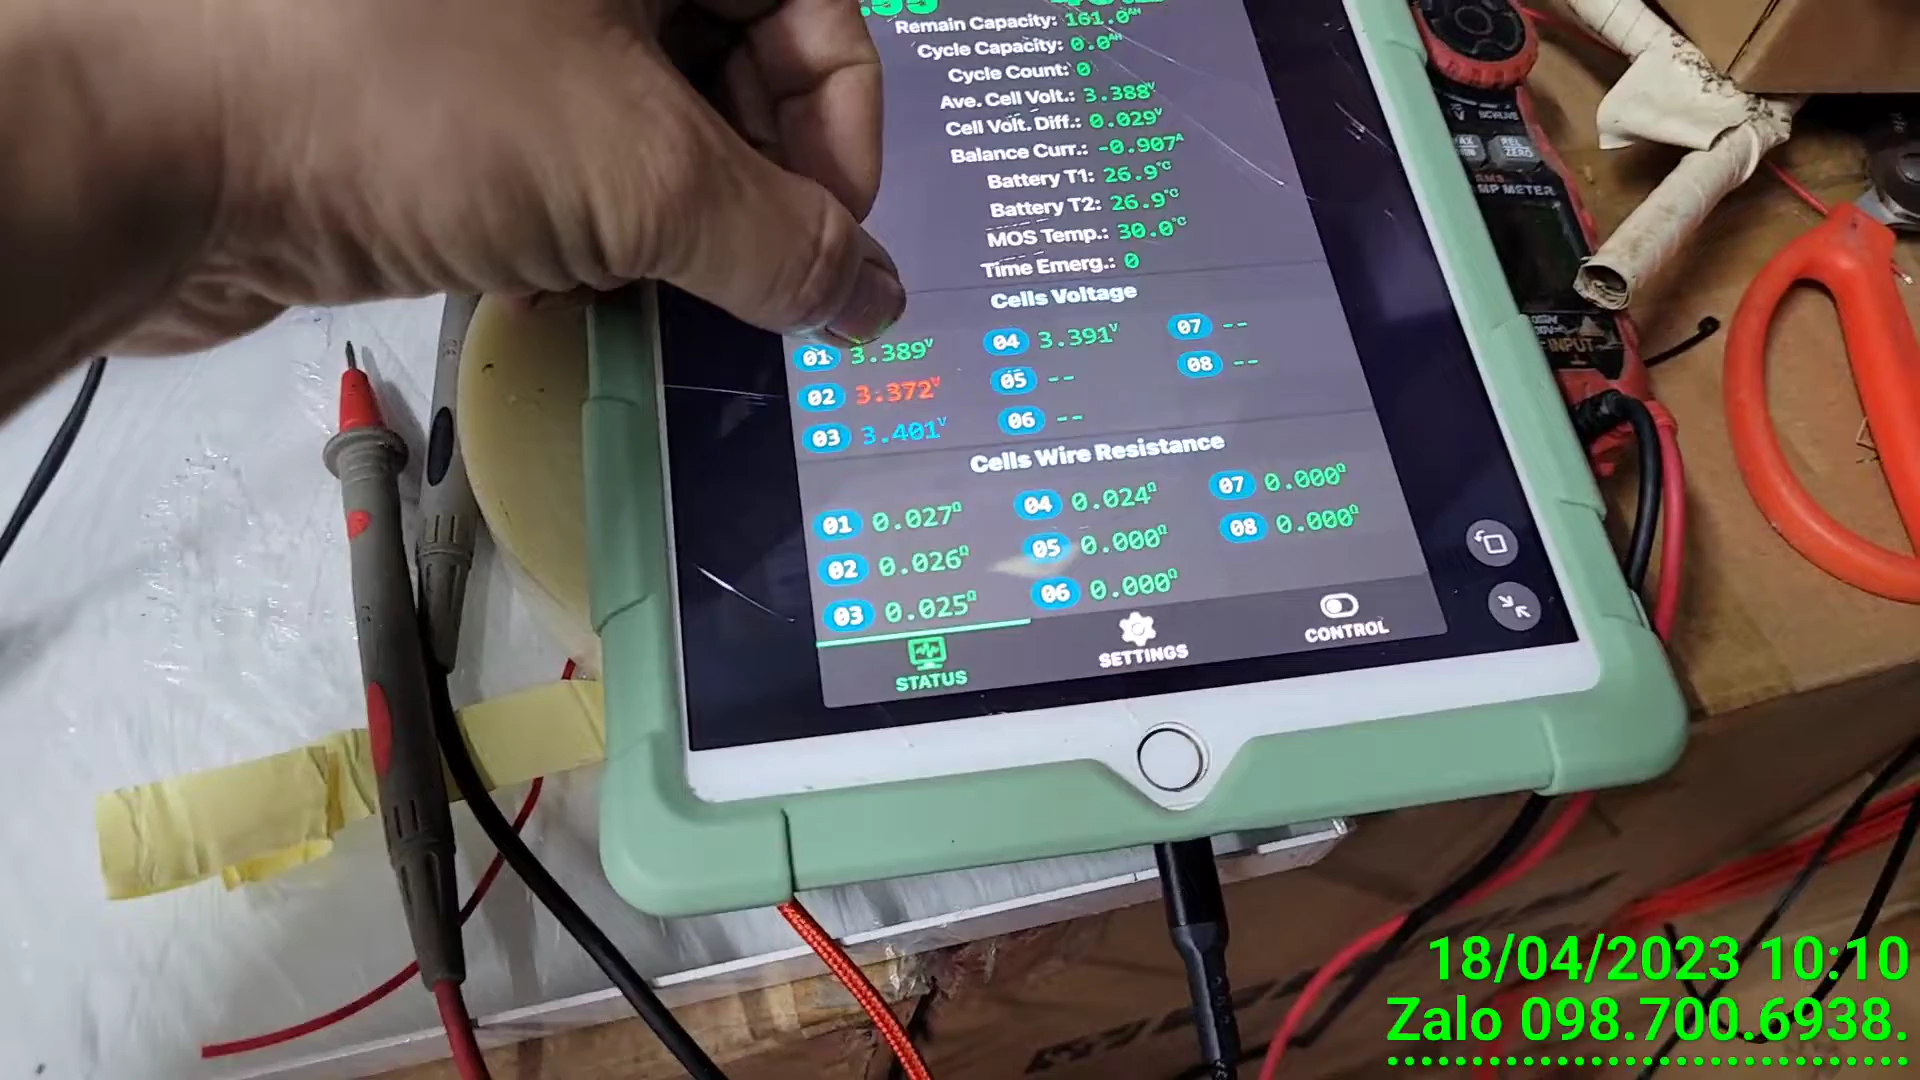 Remain Capacity: 161.0AH
Cycle Capacity: 0.0AH
Cycle Count: 0
Ave. Cell Volt.: 3.388V
Cell Volt. Diff.: 0.029V
Balance Curr.: -0.907A
Battery T1: 26.9°C
Battery T2: 26.9°C
MOS Temp.: 30.0°C
Time Emerg.: 0
Cells Voltage
01 3.389V 04 3.391V 07 --
02 3.372V 05 -- 08 --
03 3.401V 06 --
Cells Wire Resistance
01 0.027Ω 04 0.024Ω 07 0.000Ω
02 0.026Ω 05 0.000Ω 08 0.000Ω
03 0.025Ω 06 0.000Ω
STATUS SETTINGS CONTROL
REL
ZERO
MP METER
INPUT
18/04/2023 10:10
Zalo 098.700.6938.